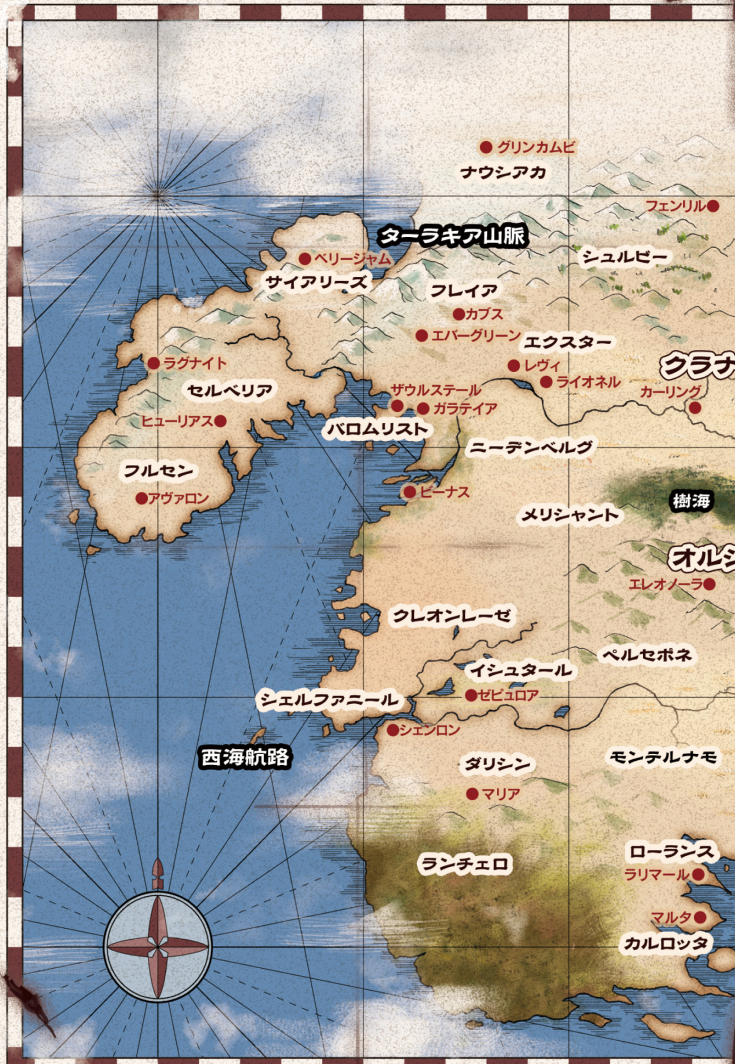 グリンカムビ
ナウシアカ
フェンリル
ターラキア山脈
ベリージャム
シュルビー
サイアリーズ
フレイア
カブス
エバーグリーン
エクスター
ラグナイト
レヴィ
クラナ
ライオネル
セルベリア
ザウルステール
カーリング
ガラテイア
ヒューリアス
バロムリスト
ニーデンベルグ
フルセン
アヴァロン
ビーナス
樹海
メリシャント
オルシ
エレオノーラ
クレオンレーゼ
ペルセポネ
イシュタール
ゼピュロア
シェルファニール
シェンロン
西海航路
ダリシン
モンテルナモ
マリア
ローランス
ランチェロ
ラリマール
マルタ
カルロッタ